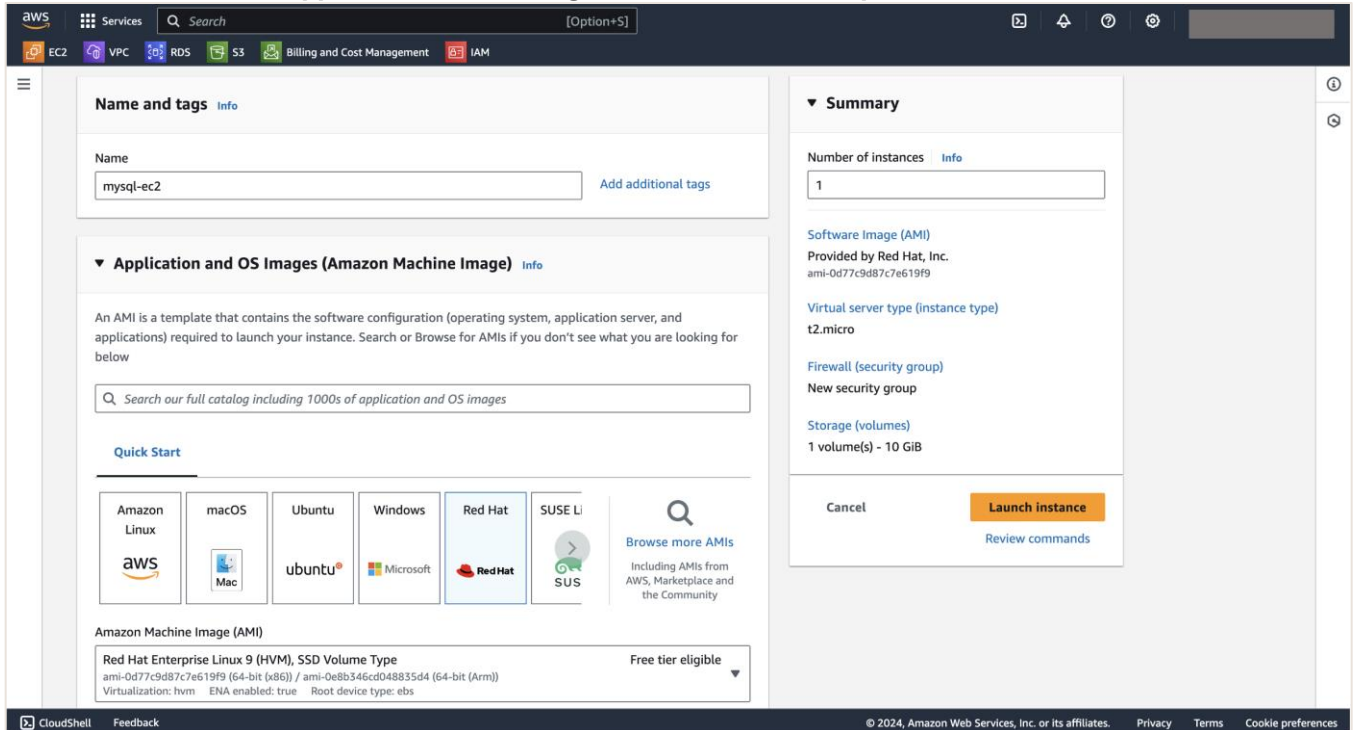 aws
Services
Search
[Option+S]
EC2
VPC
RDS
S3
Billing and Cost Management
IAM
Name and tags Info
Name
mysql-ec2
Add additional tags
Application and OS Images (Amazon Machine Image) Info
An AMI is a template that contains the software configuration (operating system, application server, and
applications) required to launch your instance. Search or Browse for AMIs if you don't see what you are looking for
below
Search our full catalog including 1000s of application and OS images
Quick Start
Amazon
Linux
aws
macOS
Mac
Ubuntu
ubuntu
Windows
Microsoft
Red Hat
Red Hat
SUSE Li
SUS
Browse more AMIs
Including AMIs from
AWS, Marketplace and
the Community
Amazon Machine Image (AMI)
Red Hat Enterprise Linux 9 (HVM), SSD Volume Type
Free tier eligible
ami-0d77c9d87c7e619f9 (64-bit (x86)) / ami-0e8b346cd048835d4 (64-bit (Arm))
Virtualization: hvm ENA enabled: true Root device type: ebs
Summary
Number of instances Info
1
Software Image (AMI)
Provided by Red Hat, Inc.
ami-0d77c9d87c7e619f9
Virtual server type (instance type)
t2.micro
Firewall (security group)
New security group
Storage (volumes)
1 volume(s) - 10 GiB
Cancel
Launch instance
Review commands
CloudShell
Feedback
© 2024, Amazon Web Services, Inc. or its affiliates.
Privacy
Terms
Cookie preferences